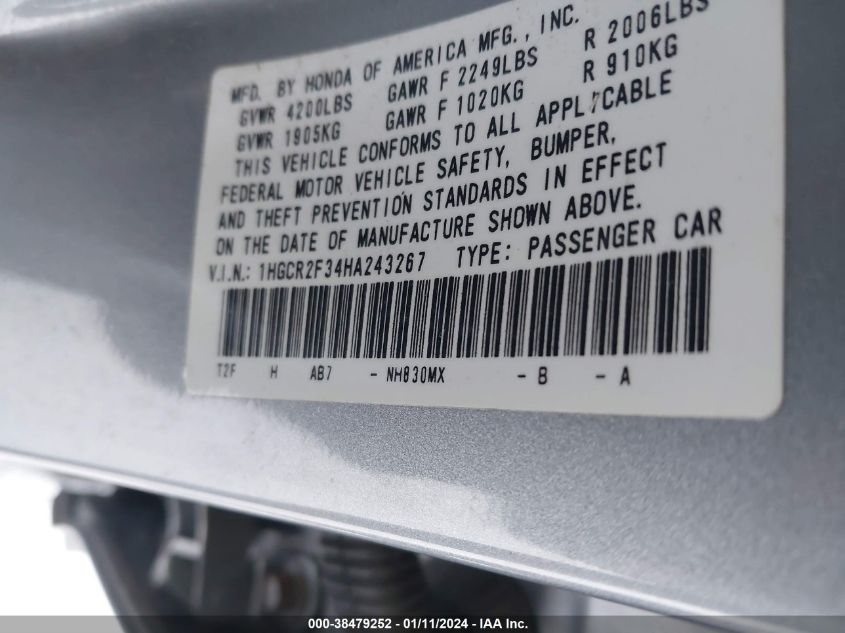 MFD. BY HONDA OF AMERICA MFG., INC.
GVWR 4200LBS GAWR F 2249LBS R 2006LBS
GVWR 1905KG GAWR F 1020KG R 910KG
THIS VEHICLE CONFORMS TO ALL APPLICABLE
FEDERAL MOTOR VEHICLE SAFETY, BUMPER,
AND THEFT PREVENTION STANDARDS IN EFFECT
ON THE DATE OF MANUFACTURE SHOWN ABOVE.
V.I.N.: 1HGCR2F34HA243267 TYPE: PASSENGER CAR
T2F H AB7 - NH830MX - B - A
000-38479252 - 01/11/2024 - IAA Inc.